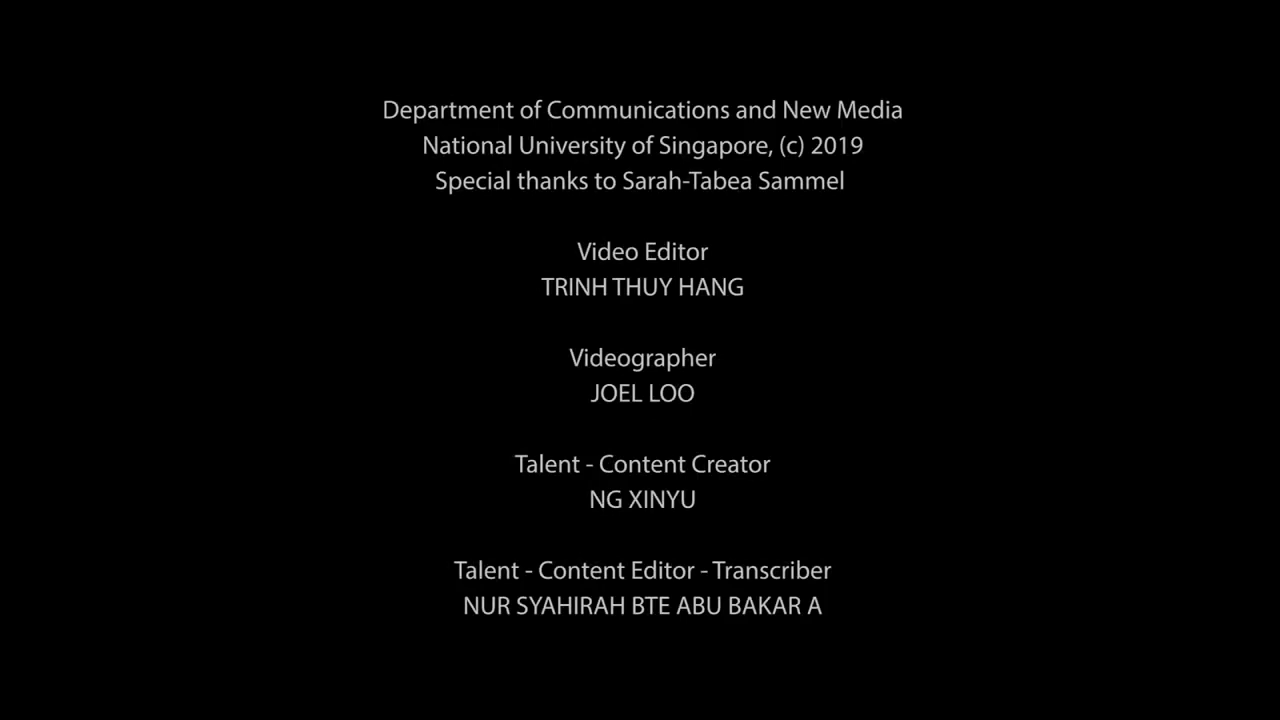 Department of Communications and New Media
National University of Singapore, (c) 2019
Special thanks to Sarah-Tabea Sammel
Video Editor
TRINH THUY HANG
Videographer
JOEL LOO
Talent - Content Creator
NG XINYU
Talent - Content Editor - Transcriber
NUR SYAHIRAH BTE ABU BAKAR A